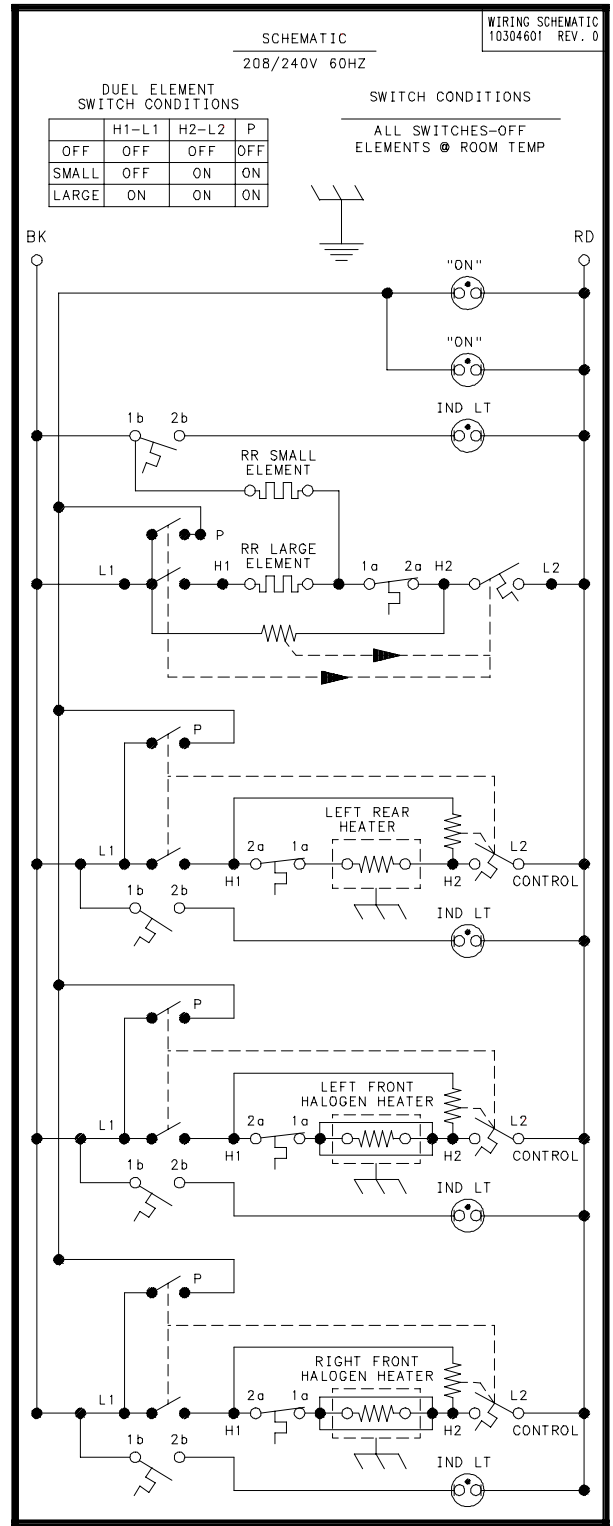 WIRING SCHEMATIC
10304601 REV. 0
SCHEMATIC
208/240V 60HZ
DUEL ELEMENT
SWITCH CONDITIONS
H1-L1 H2-L2 P
OFF OFF OFF OFF
SMALL OFF ON ON
LARGE ON ON ON
SWITCH CONDITIONS
ALL SWITCHES-OFF
ELEMENTS @ ROOM TEMP
BK RD
"ON"
"ON"
IND LT
1b 2b
RR SMALL
ELEMENT
P
RR LARGE
ELEMENT
L1 H1 1a 2a H2 L2
P
LEFT REAR
HEATER
L1 2a 1a L2
H1 H2 CONTROL
1b 2b
IND LT
P
LEFT FRONT
HALOGEN HEATER
L1 2a 1a L2
H1 H2 CONTROL
1b 2b
IND LT
P
RIGHT FRONT
HALOGEN HEATER
L1 2a 1a L2
H1 H2 CONTROL
1b 2b
IND LT